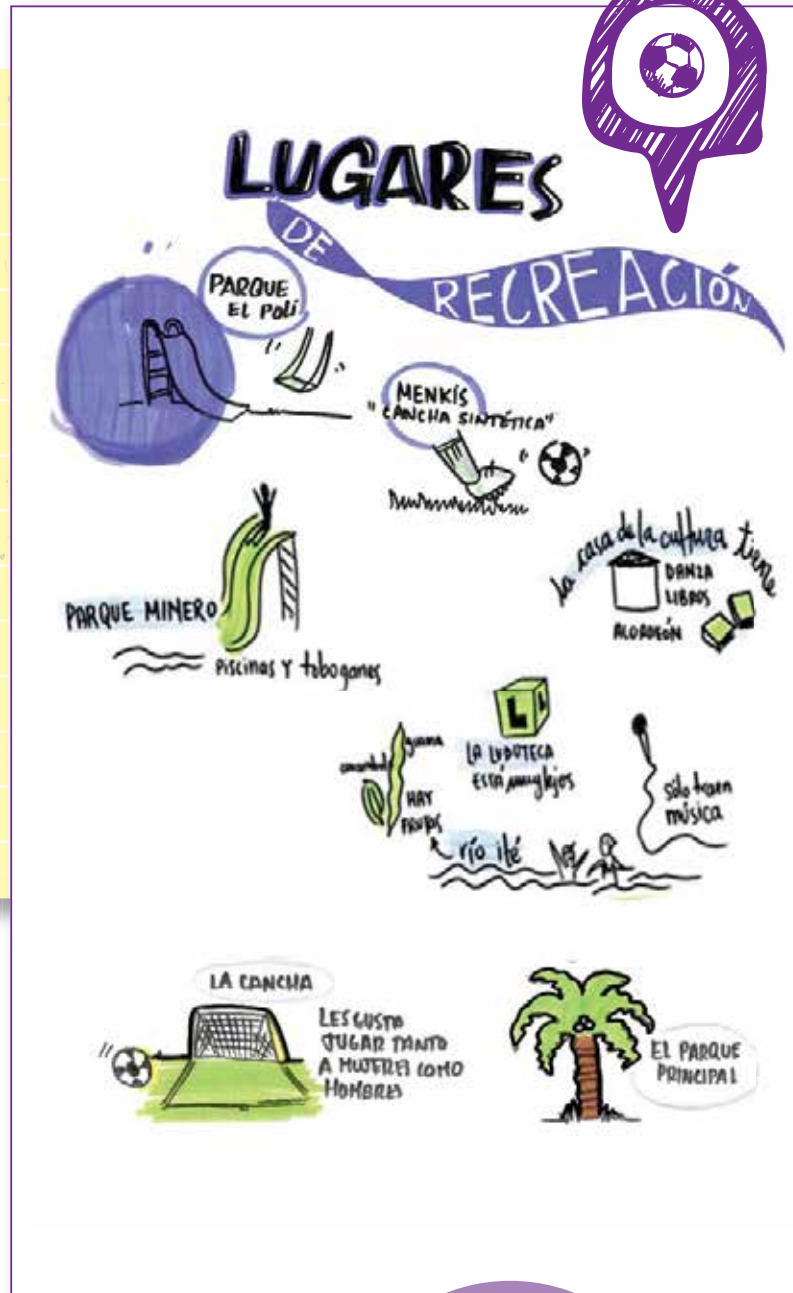 LUGARES
DE
RECREACIÓN
PARQUE
EL POLI
MENKÍS
"CANCHA SINTÉTICA"
PARQUE MINERO
Piscinas Y toboganes
La casa de la cultura tiene
DANZA
LIBROS
ACORDEÓN
L L
LA LUDOTECA
ESTÁ muy lejos
guama
HAY
FRUTOS
río ité
sólo traen
música
LA CANCHA
LES GUSTA
JUGAR TANTO
A MUJERES COMO
HOMBRES
EL PARQUE
PRINCIPAL